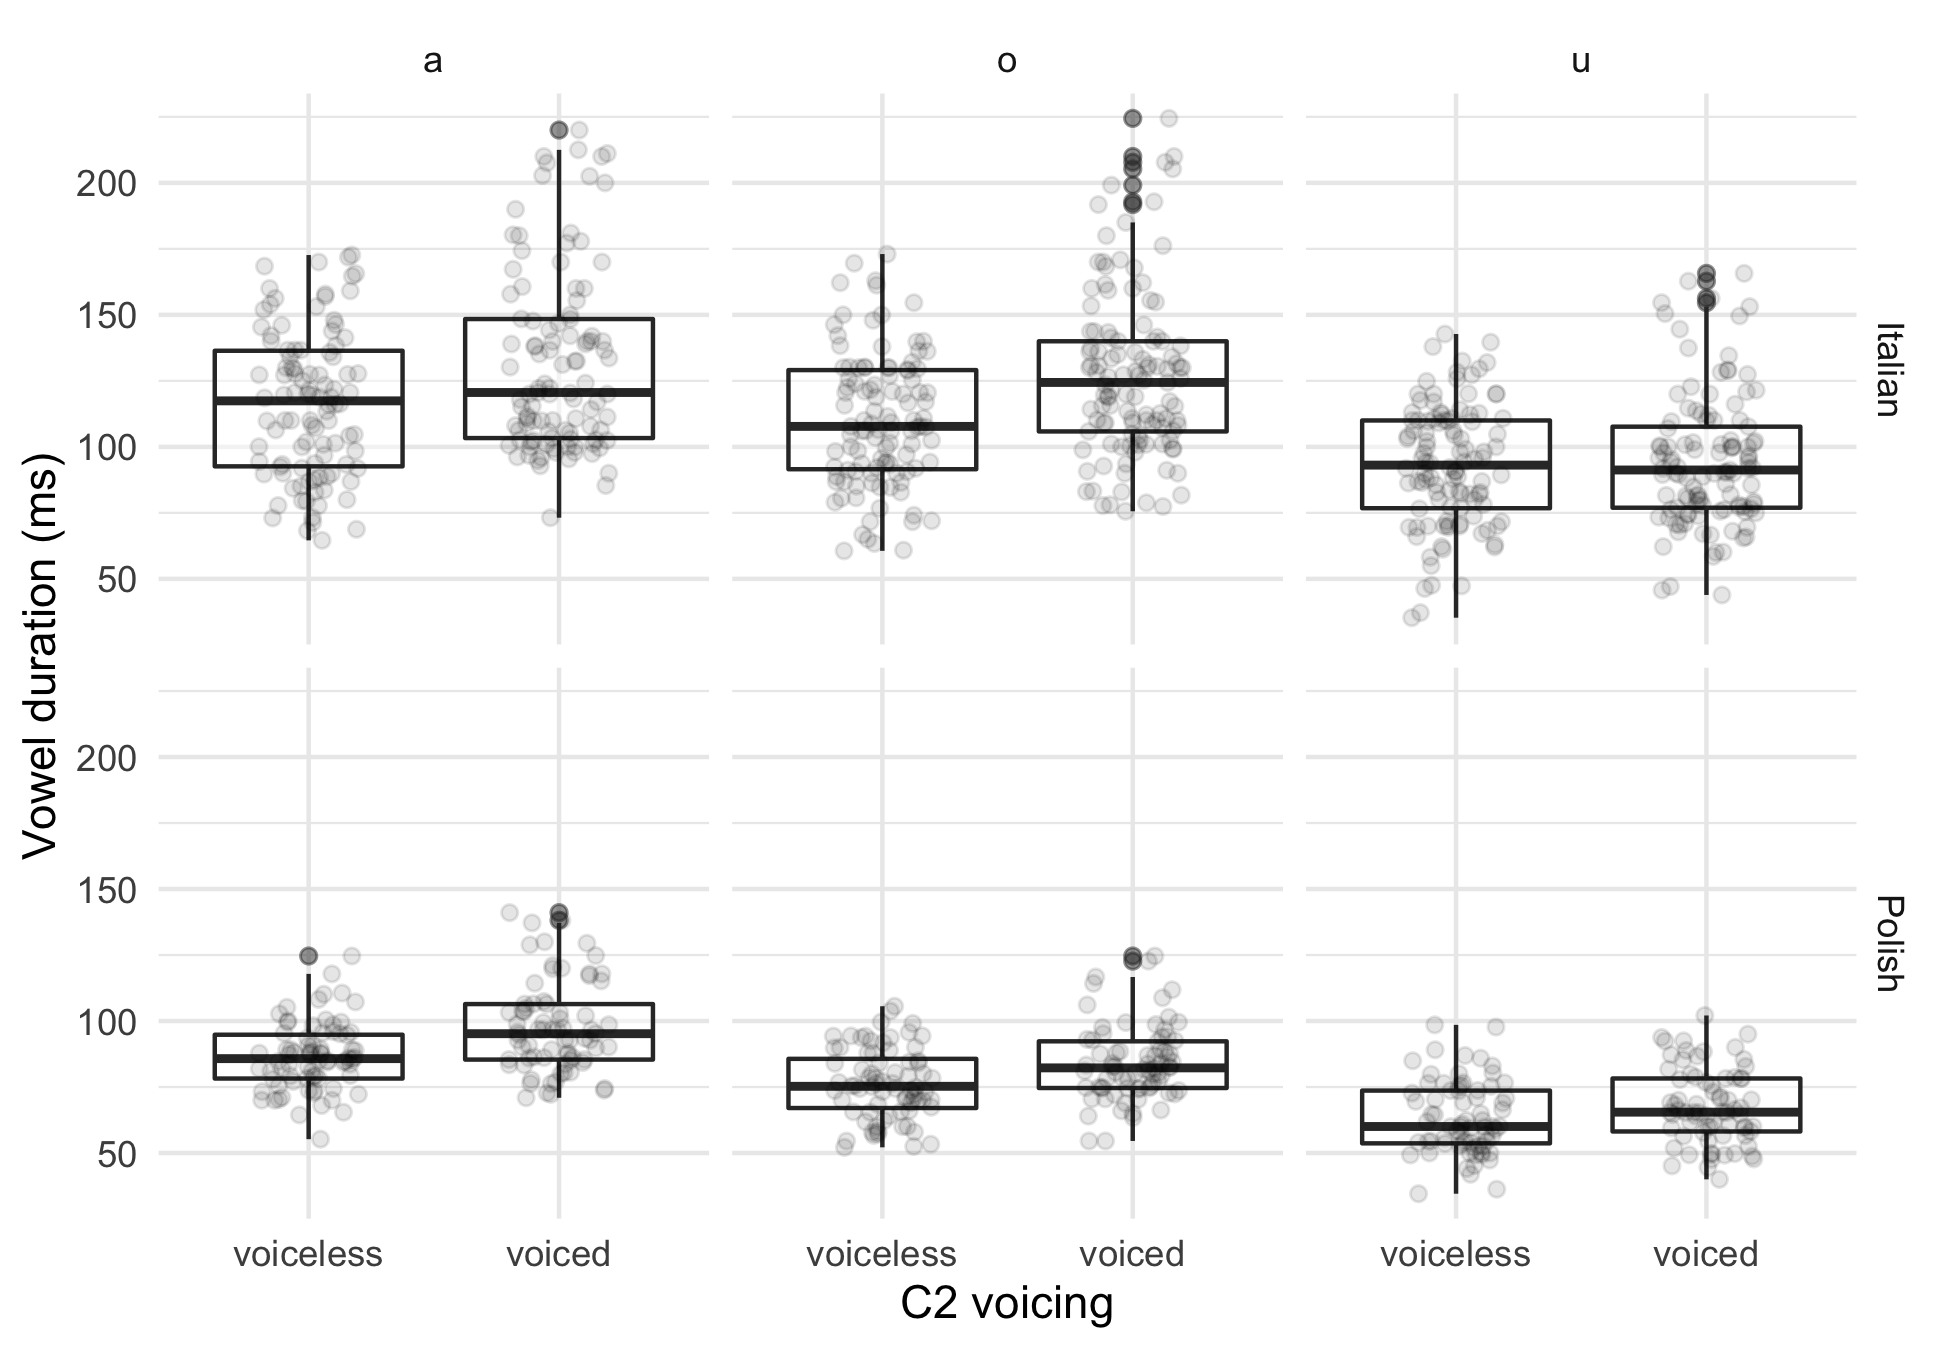 a o u
200
150
100
50
Italian
200
150
100
50
Polish
Vowel duration (ms)
voiceless voiced voiceless voiced voiceless voiced
C2 voicing